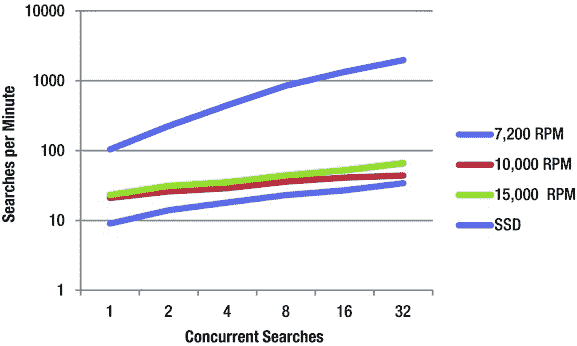 10000
1000
100
10
1
Searches per Minute
1 2 4 8 16 32
Concurrent Searches
7,200 RPM
10,000 RPM
15,000 RPM
SSD